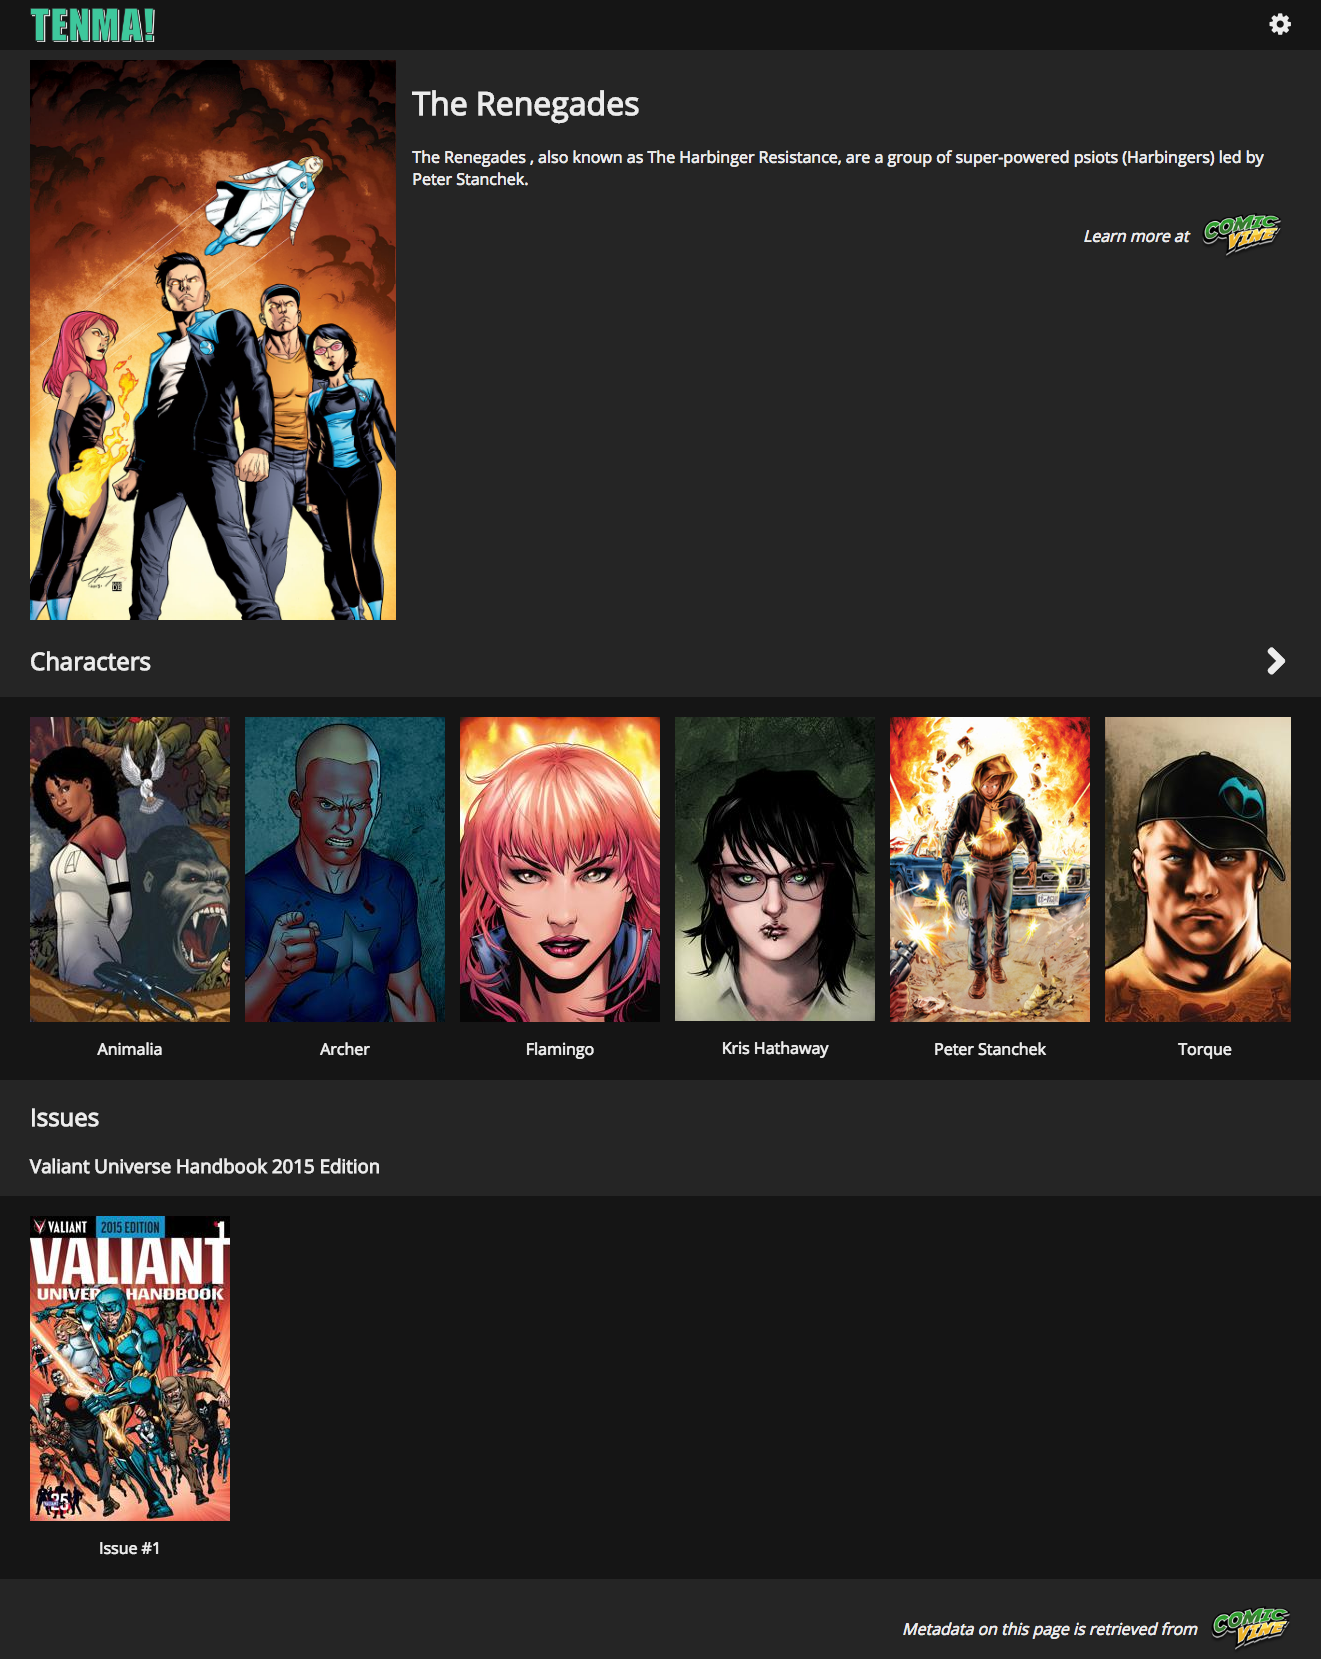 TENMA!
The Renegades
The Renegades , also known as The Harbinger Resistance, are a group of super-powered psiots (Harbingers) led by
Peter Stanchek.
Learn more at COMIC VINE
Characters
Animalia
Archer
Flamingo
Kris Hathaway
Peter Stanchek
Torque
Issues
Valiant Universe Handbook 2015 Edition
VALIANT 2015 EDITION 1
VALIANT
UNIVER HANDBOOK
25
Issue #1
Metadata on this page is retrieved from COMIC VINE